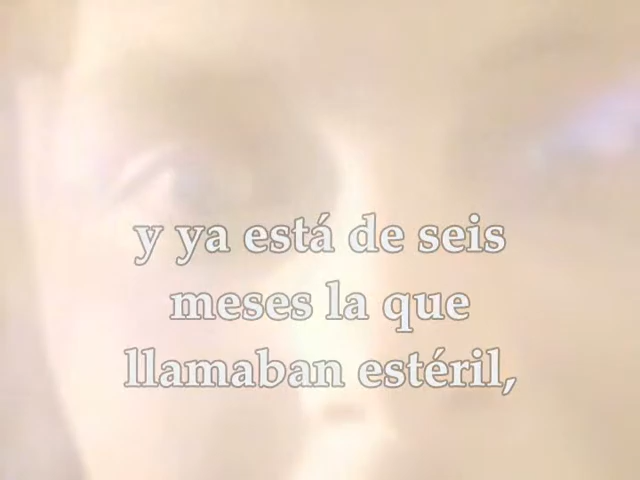 y ya está de seis
meses la que
llamaban estéril,